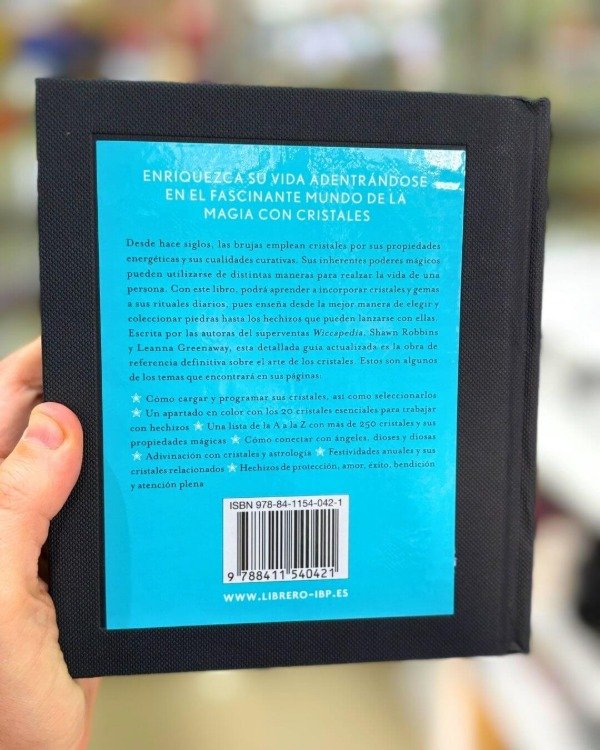 ENRIQUEZCA SU VIDA ADENTRÁNDOSE
EN EL FASCINANTE MUNDO DE LA
MAGIA CON CRISTALES
Desde hace siglos, las brujas emplean cristales por sus propiedades
energéticas y sus cualidades curativas. Sus inherentes poderes mágicos
pueden utilizarse de distintas maneras para realzar la vida de una
persona. Con este libro, podrá aprender a incorporar cristales y gemas
a sus rituales diarios, pues enseña desde la mejor manera de elegir y
coleccionar piedras hasta los hechizos que pueden lanzarse con ellas.
Escrita por las autoras del superventas Wiccapedia, Shawn Robbins
y Leanna Greenaway, esta detallada guía actualizada es la obra de
referencia definitiva sobre el arte de los cristales. Estos son algunos
de los temas que encontrará en sus páginas:
★ Cómo cargar y programar sus cristales, así como seleccionarlos
★ Un apartado en color con los 20 cristales esenciales para trabajar
con hechizos ★ Una lista de la A a la Z con más de 250 cristales y sus
propiedades mágicas ★ Cómo conectar con ángeles, dioses y diosas
★ Adivinación con cristales y astrología ★ Festividades anuales y sus
cristales relacionados ★ Hechizos de protección, amor, éxito, bendición
y atención plena
ISBN 978-84-1154-042-1
9 788411 540421
WWW.LIBRERO-IBP.ES